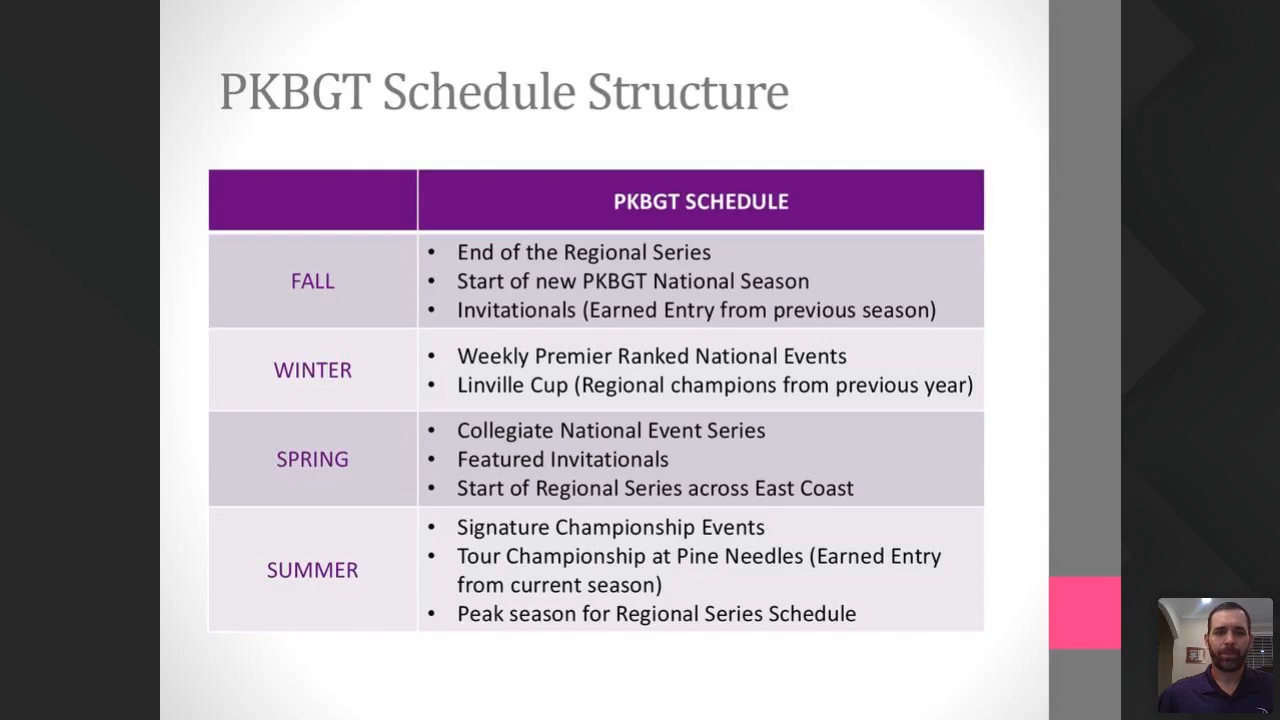 PKBGT Schedule Structure
PKBGT SCHEDULE
FALL
• End of the Regional Series
• Start of new PKBGT National Season
• Invitationals (Earned Entry from previous season)
WINTER
• Weekly Premier Ranked National Events
• Linville Cup (Regional champions from previous year)
SPRING
• Collegiate National Event Series
• Featured Invitationals
• Start of Regional Series across East Coast
SUMMER
• Signature Championship Events
• Tour Championship at Pine Needles (Earned Entry
from current season)
• Peak season for Regional Series Schedule